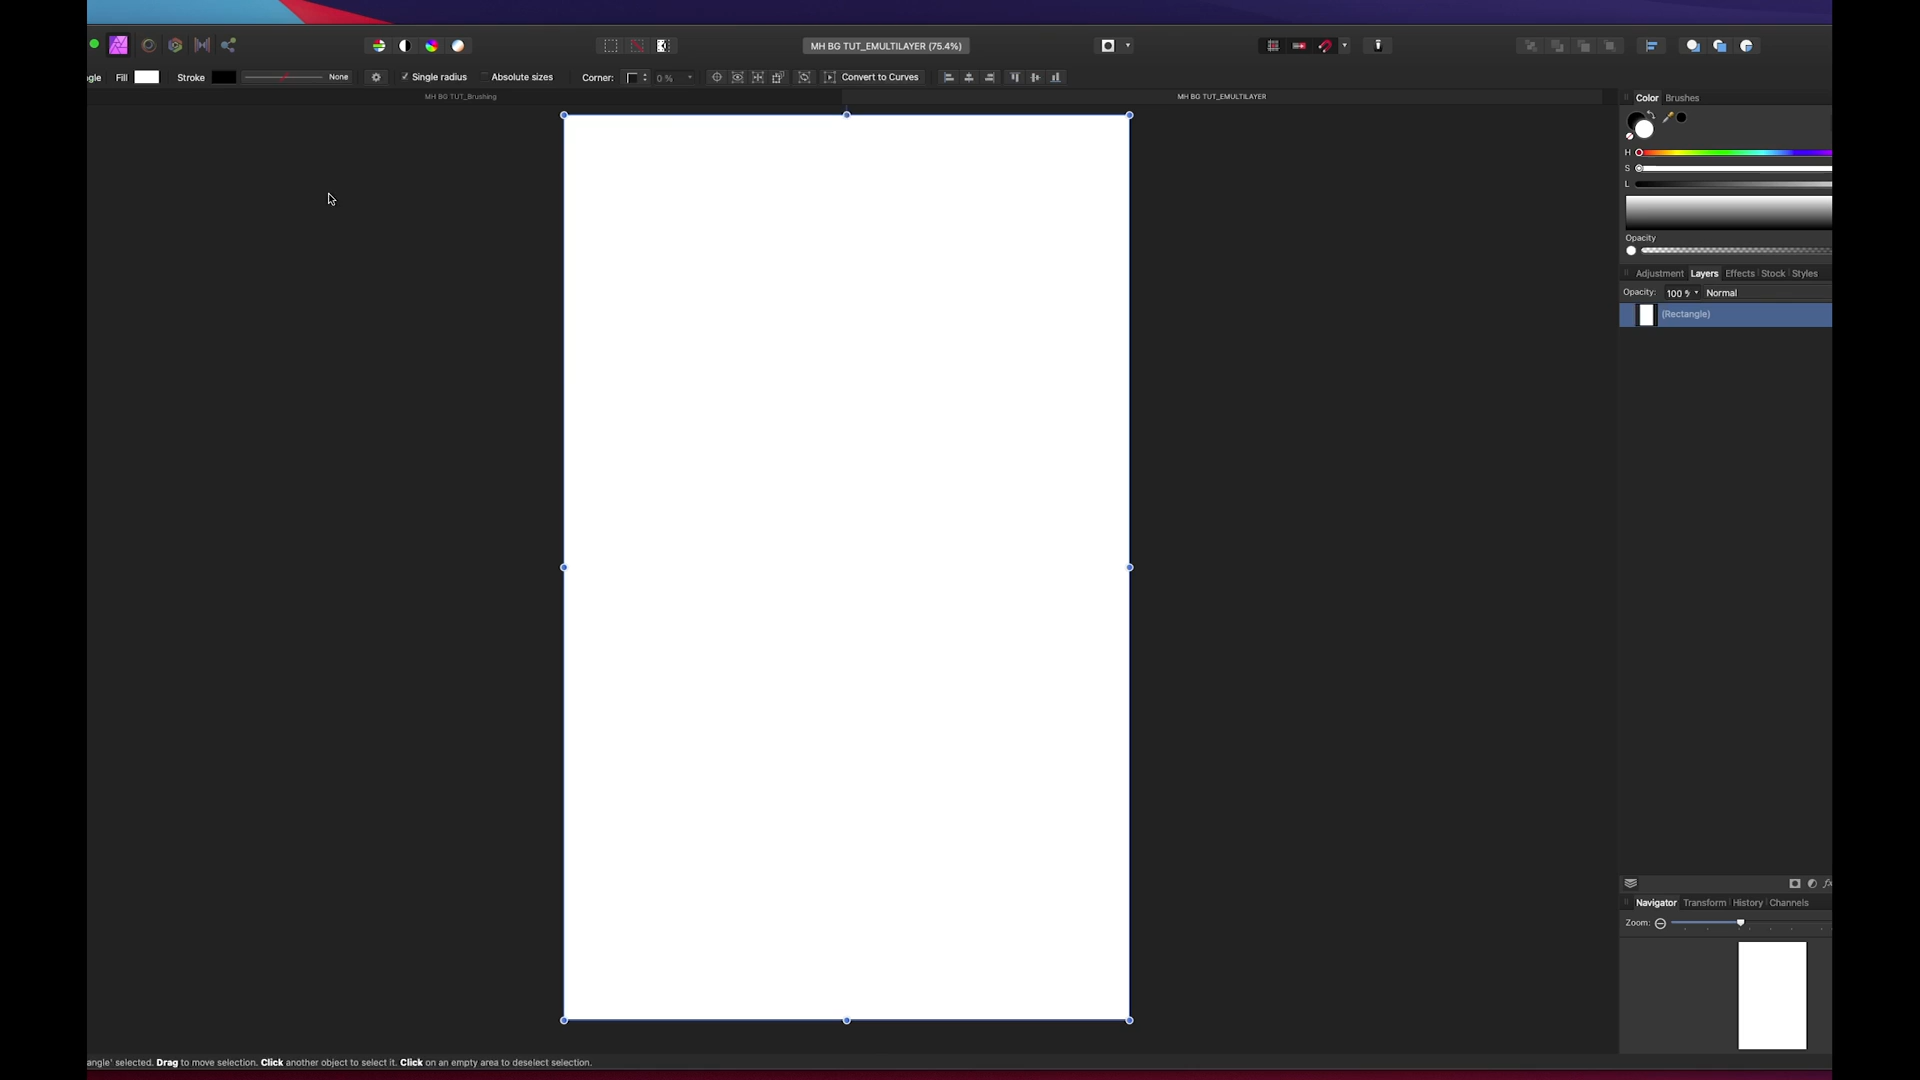 MH BG TUT_EMULTILAYER (75.4%)
ngle Fill Stroke None Single radius Absolute sizes Corner: 0 % Convert to Curves
MH BG TUT_Brushing MH BG TUT_EMULTILAYER
Color Brushes
H
S
L
Opacity
Adjustment Layers Effects Stock Styles
Opacity: 100 % Normal
(Rectangle)
fx
Navigator Transform History Channels
Zoom:
angle' selected. Drag to move selection. Click another object to select it. Click on an empty area to deselect selection.